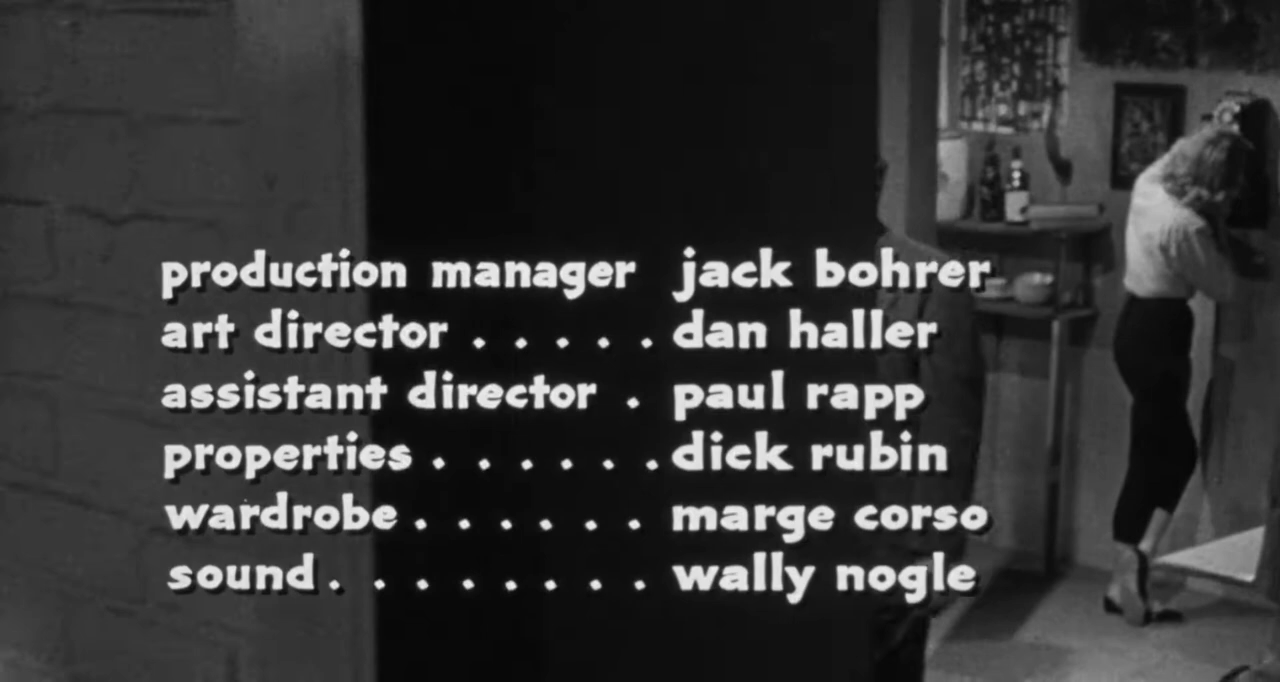 production manager jack bohrer
art director . . . . . dan haller
assistant director . paul rapp
properties . . . . . . dick rubin
wardrobe . . . . . . marge corso
sound . . . . . . . . wally nogle